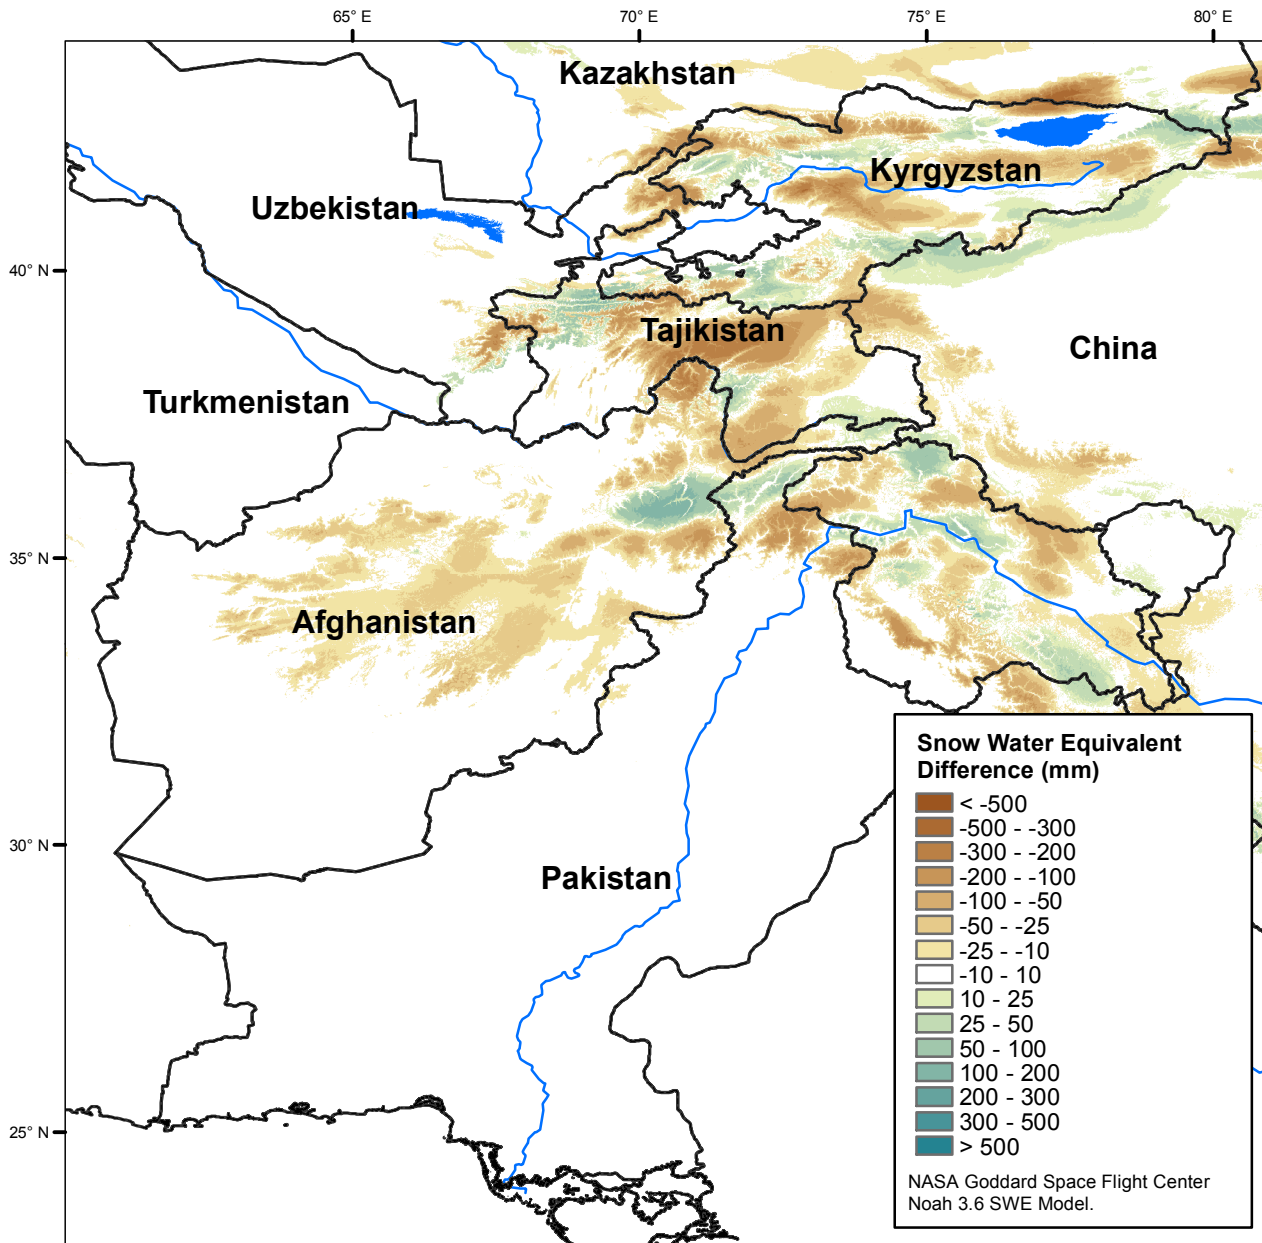 65° E
70° E
75° E
80° E
Kazakhstan
Kyrgyzstan
Uzbekistan
40° N
Tajikistan
China
Turkmenistan
35° N
Afghanistan
30° N
Pakistan
25° N
Snow Water Equivalent
Difference (mm)
< -500
-500 - -300
-300 - -200
-200 - -100
-100 - -50
-50 - -25
-25 - -10
-10 - 10
10 - 25
25 - 50
50 - 100
100 - 200
200 - 300
300 - 500
> 500
NASA Goddard Space Flight Center
Noah 3.6 SWE Model.